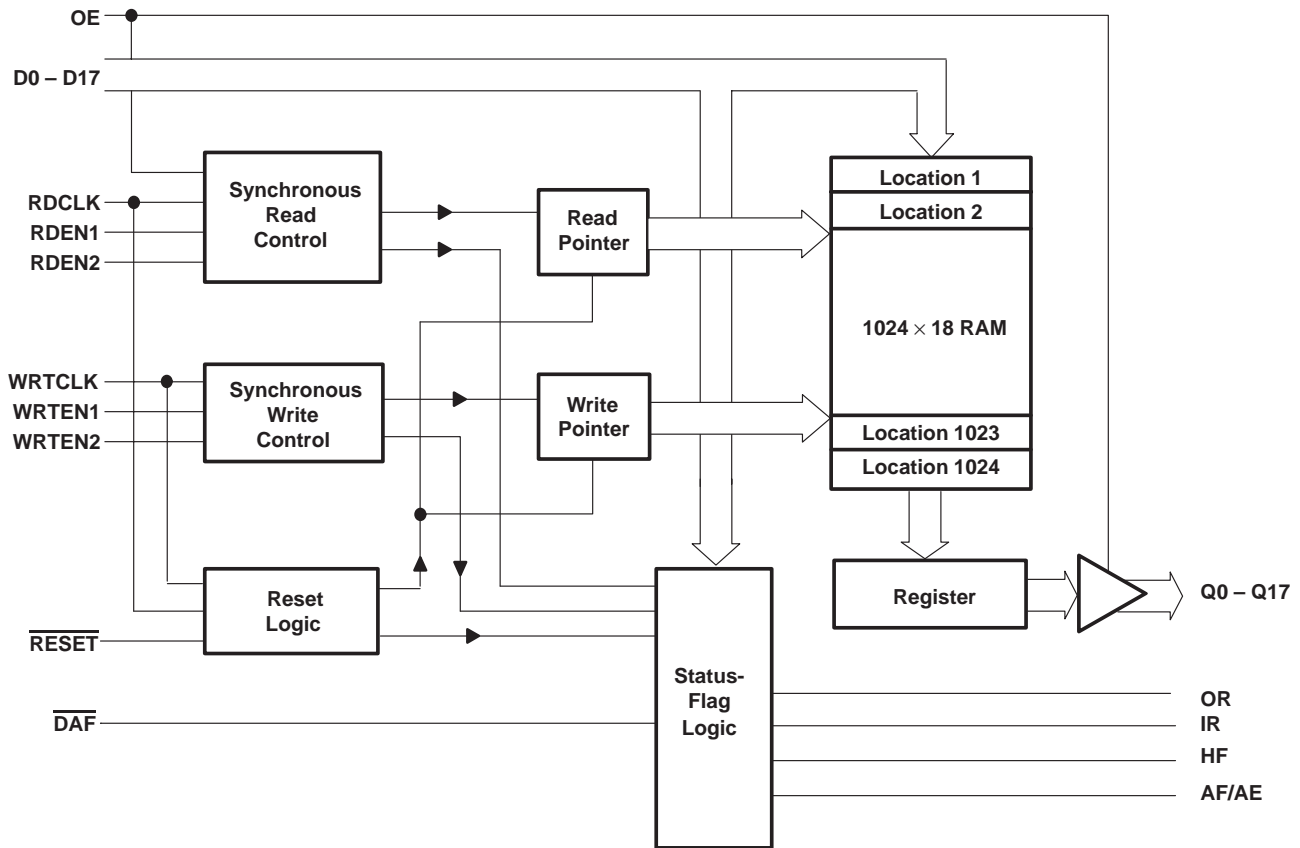 OE
D0 – D17
RDCLK
RDEN1
RDEN2
Synchronous
Read
Control
Read
Pointer
Location 1
Location 2
1024 × 18 RAM
Location 1023
Location 1024
WRTCLK
WRTEN1
WRTEN2
Synchronous
Write
Control
Write
Pointer
Reset
Logic
RESET
DAF
Status-
Flag
Logic
Register
Q0 – Q17
OR
IR
HF
AF/AE